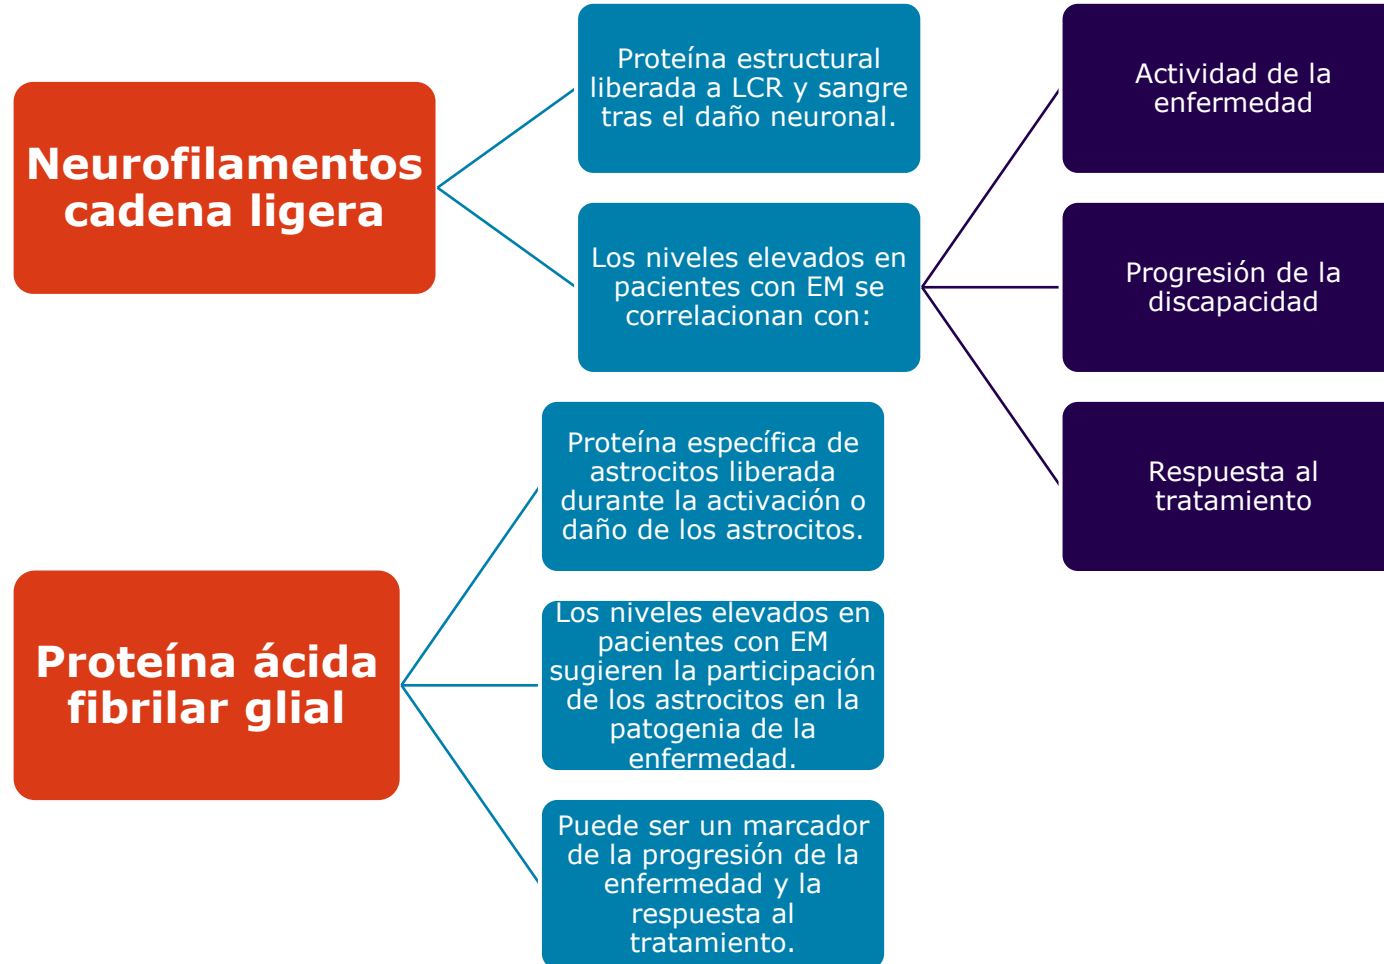 Neurofilamentos
cadena ligera
Proteína estructural
liberada a LCR y sangre
tras el daño neuronal.
Los niveles elevados en
pacientes con EM se
correlacionan con:
Actividad de la
enfermedad
Progresión de la
discapacidad
Respuesta al
tratamiento
Proteína ácida
fibrilar glial
Proteína específica de
astrocitos liberada
durante la activación o
daño de los astrocitos.
Los niveles elevados en
pacientes con EM
sugieren la participación
de los astrocitos en la
patogenia de la
enfermedad.
Puede ser un marcador
de la progresión de la
enfermedad y la
respuesta al
tratamiento.